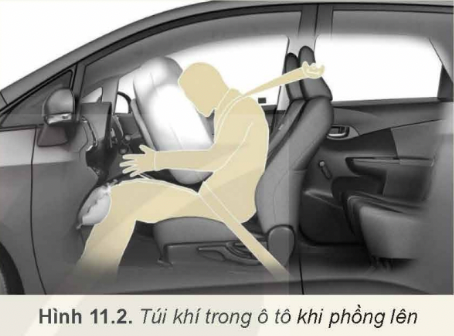 Hình 11.2. Túi khí trong ô tô khi phồng lên